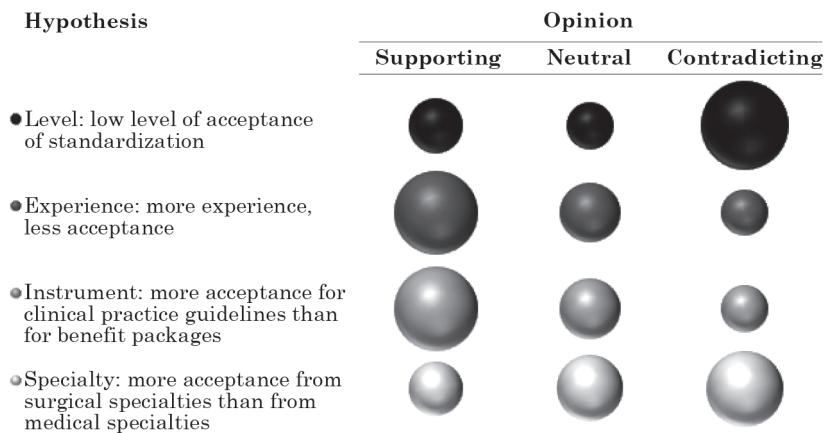 Hypothesis
Opinion
Supporting Neutral Contradicting
Level: low level of acceptance
of standardization
Experience: more experience,
less acceptance
Instrument: more acceptance for
clinical practice guidelines than
for benefit packages
Specialty: more acceptance from
surgical specialties than from
medical specialties